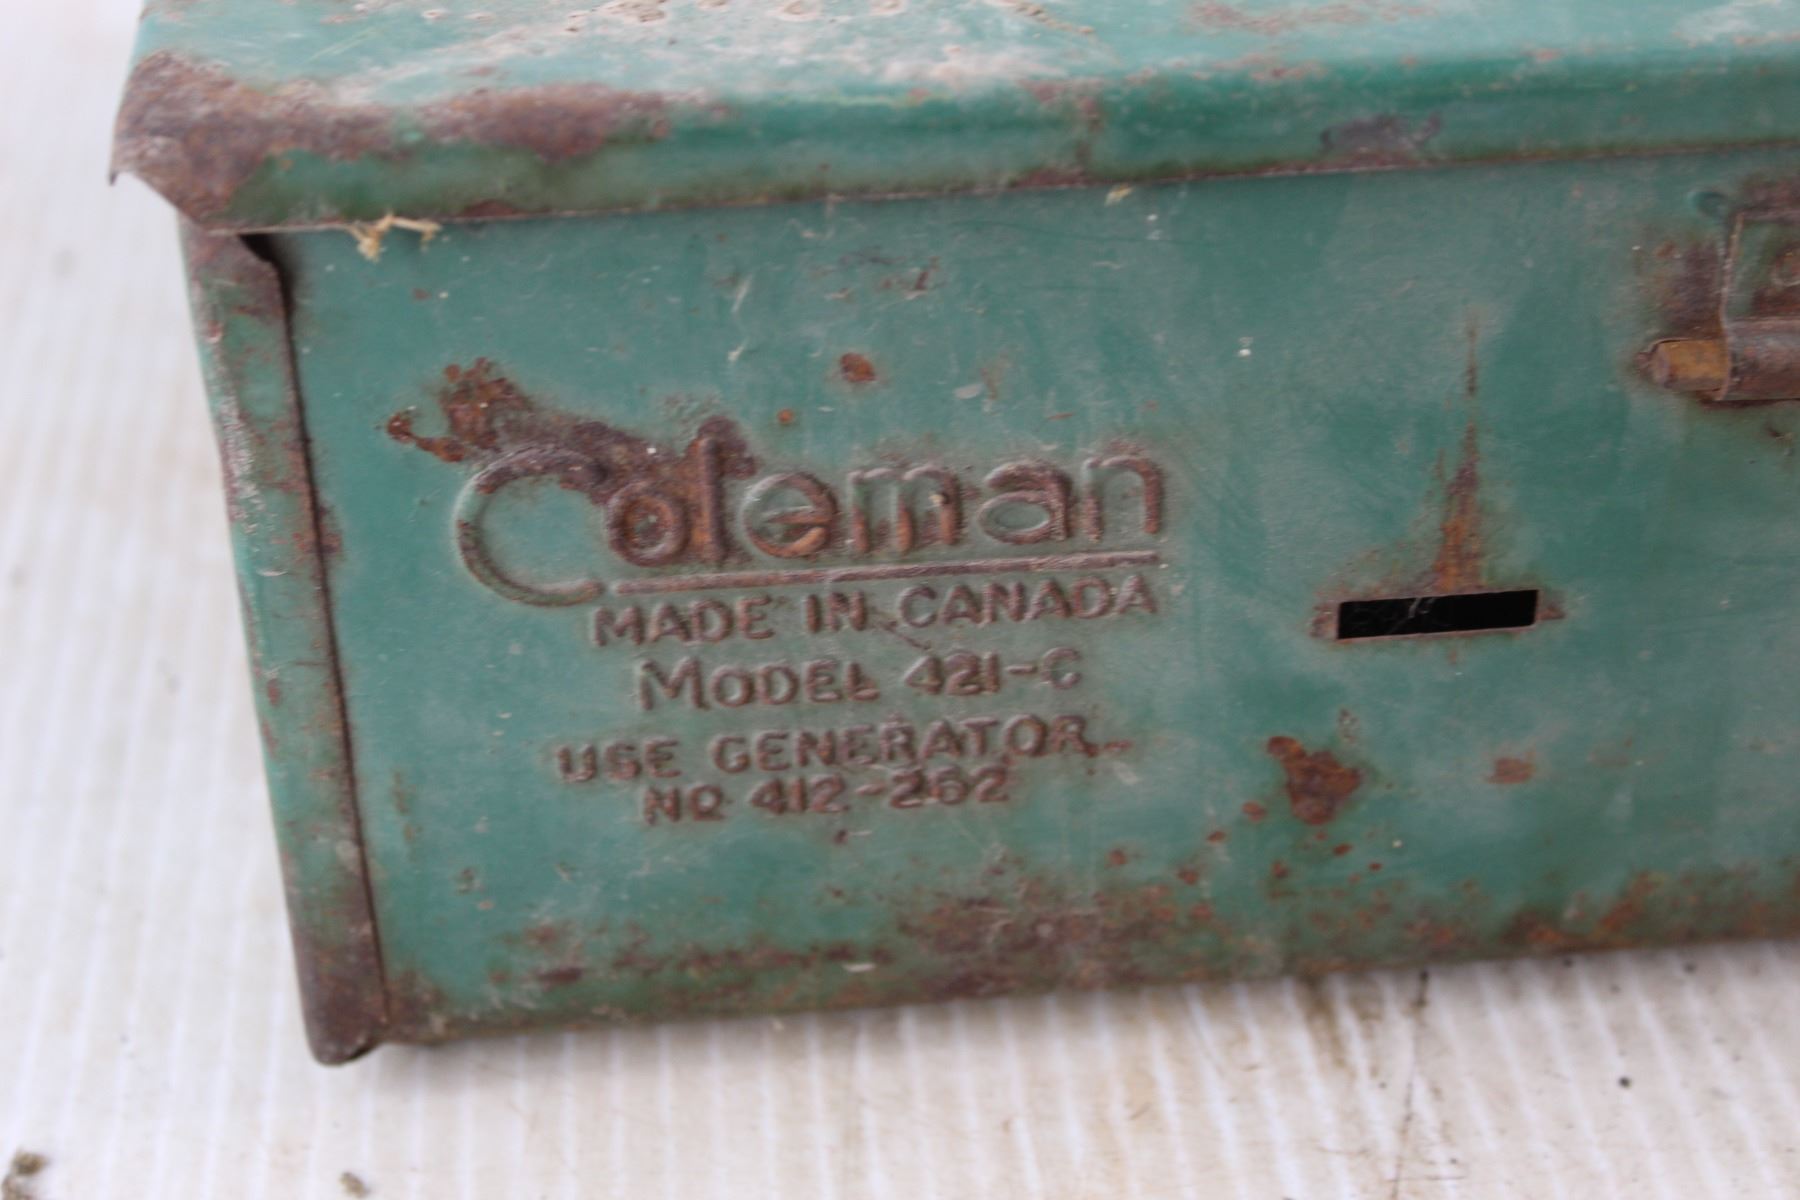 Coleman
MADE IN CANADA
MODEL 421-C
USE GENERATOR
NO 412-262